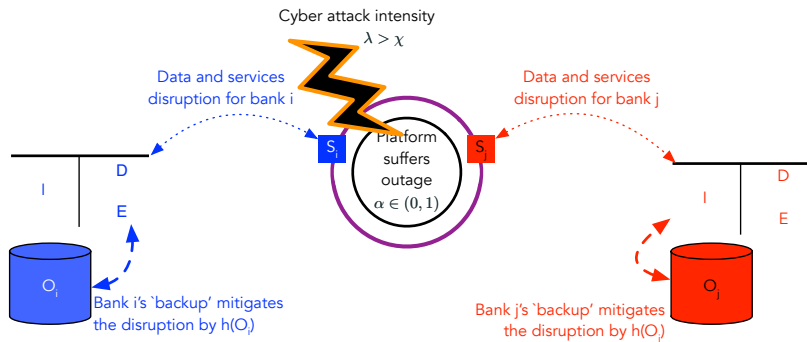 Cyber attack intensity
λ > χ
Data and services
disruption for bank i
Data and services
disruption for bank j
S_i
S_j
Platform
suffers
outage
α ∈ (0, 1)
I
D
E
I
D
E
O_i
O_j
Bank i's `backup' mitigates
the disruption by h(O_i)
Bank j's `backup' mitigates
the disruption by h(O_i)